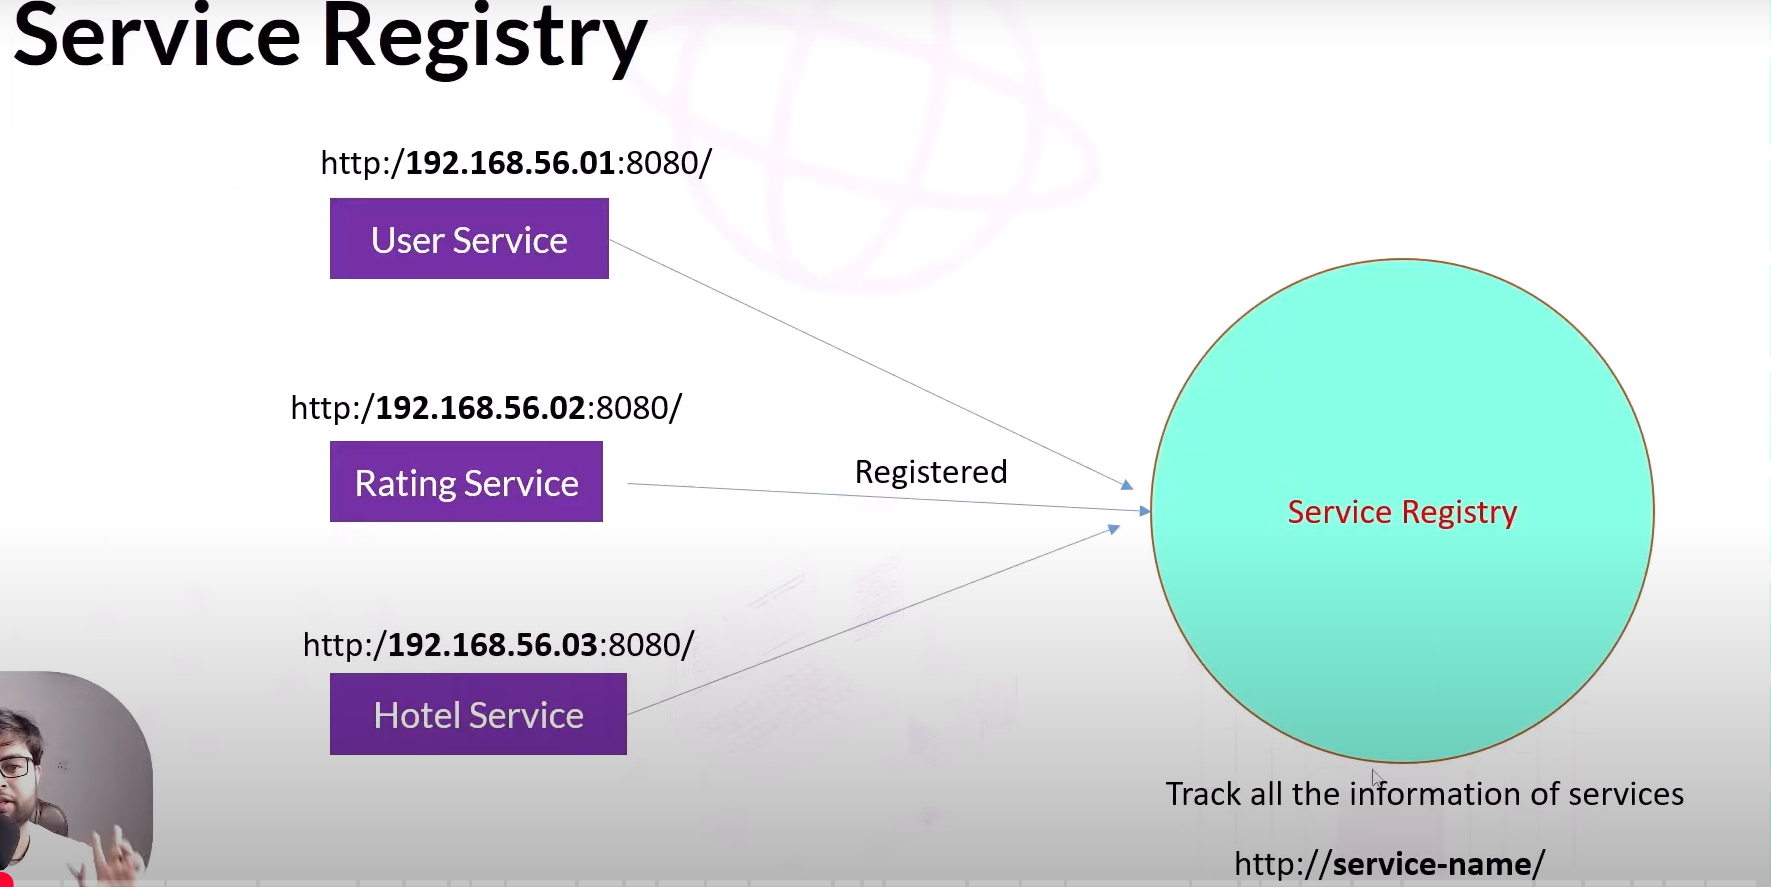 Service Registry
http:/192.168.56.01:8080/
User Service
http:/192.168.56.02:8080/
Rating Service
Registered
http:/192.168.56.03:8080/
Hotel Service
Service Registry
Track all the information of services
http://service-name/